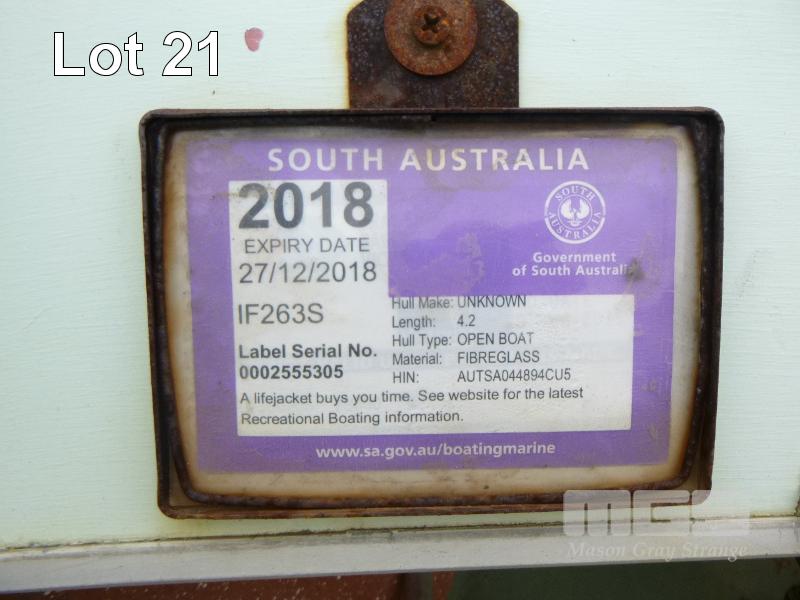 Lot 21
SOUTH AUSTRALIA
2018
EXPIRY DATE
27/12/2018
IF263S
Label Serial No.
0002555305
SOUTH AUSTRALIA
Government
of South Australia
Hull Make: UNKNOWN
Length: 4.2
Hull Type: OPEN BOAT
Material: FIBREGLASS
HIN: AUTSA044894CU5
A lifejacket buys you time. See website for the latest
Recreational Boating information.
www.sa.gov.au/boatingmarine
MGS
Mason Gray Strange